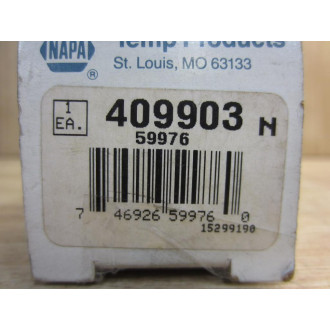 NAPA
®
Temp Products
St. Louis, MO 63133
1
EA.
409903 N
59976
7 46926 59976 0
15299190